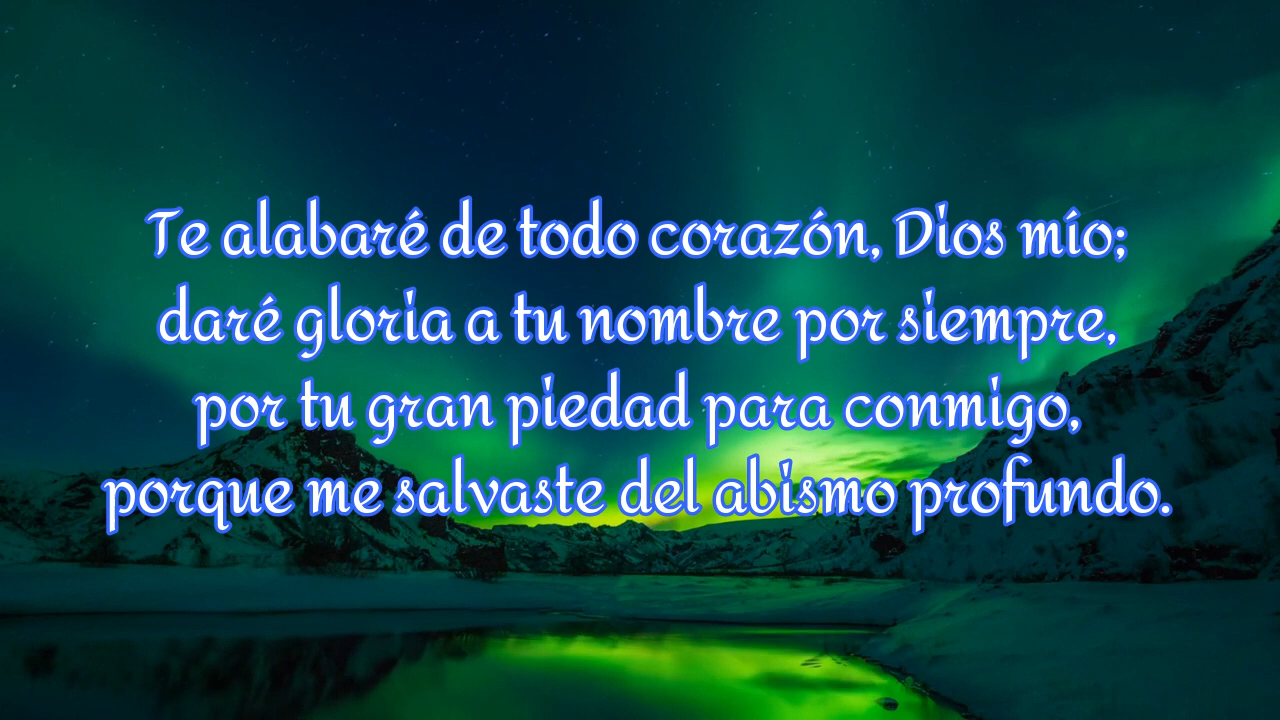 Te alabaré de todo corazón, Dios mío;
daré gloria a tu nombre por siempre,
por tu gran piedad para conmigo,
porque me salvaste del abismo profundo.